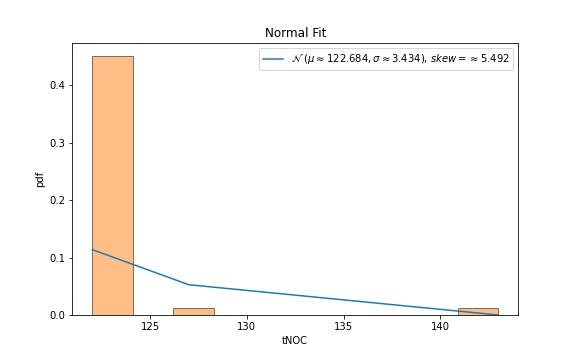 Normal Fit
𝒩(μ ≈ 122.684, σ ≈ 3.434), skew = ≈ 5.492
pdf
0.4
0.3
0.2
0.1
0.0
125 130 135 140
tNOC